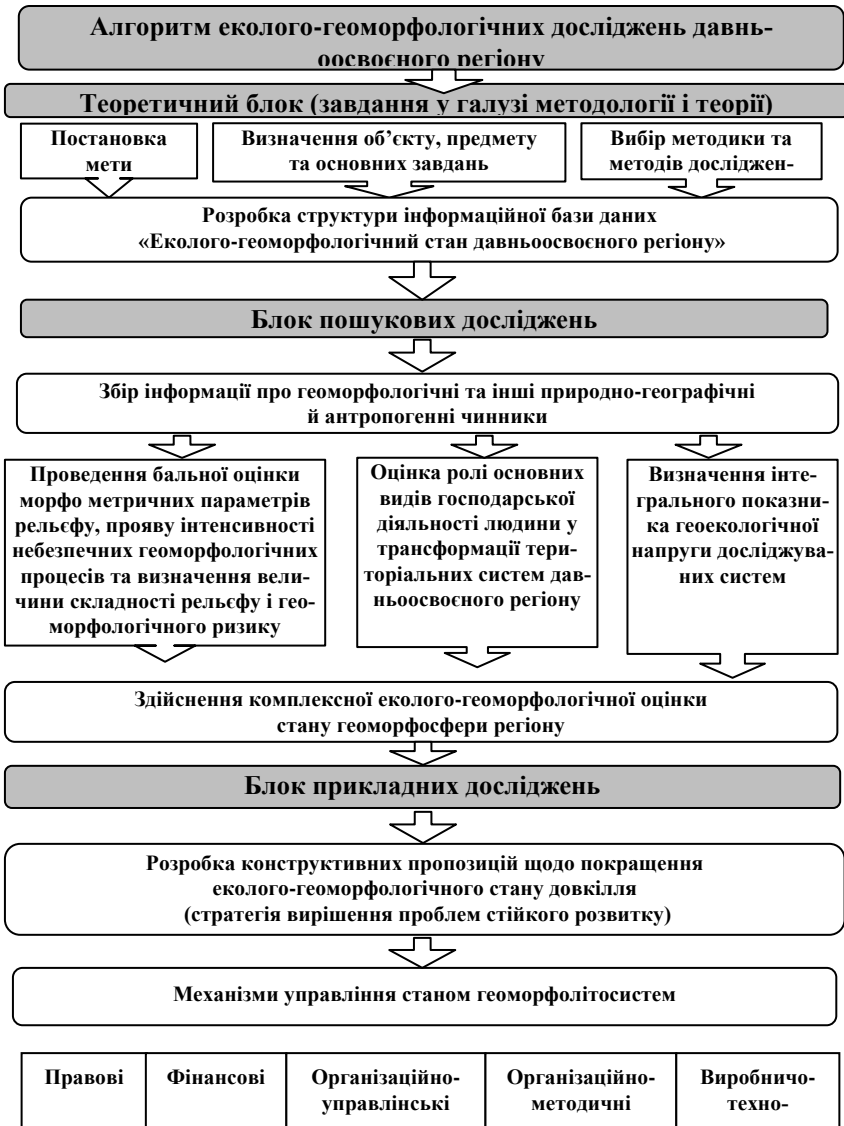 Алгоритм еколого-геоморфологічних досліджень давнь-
оосвоєного регіону
Теоретичний блок (завдання у галузі методології і теорії)
Постановка
мети
Визначення об’єкту, предмету
та основних завдань
Вибір методики та
методів досліджен-
Розробка структури інформаційної бази даних
«Еколого-геоморфологічний стан давньоосвоєного регіону»
Блок пошукових досліджень
Збір інформації про геоморфологічні та інші природно-географічні
й антропогенні чинники
Проведення бальної оцінки
морфо метричних параметрів
рельєфу, прояву інтенсивності
небезпечних геоморфологічних
процесів та визначення вели-
чини складності рельєфу і гео-
морфологічного ризику
Оцінка ролі основних
видів господарської
діяльності людини у
трансформації тери-
торіальних систем дав-
ньоосвоєного регіону
Визначення інте-
грального показни-
ка геоекологічної
напруги досліджува-
них систем
Здійснення комплексної еколого-геоморфологічної оцінки
стану геоморфосфери регіону
Блок прикладних досліджень
Розробка конструктивних пропозицій щодо покращення
еколого-геоморфологічного стану довкілля
(стратегія вирішення проблем стійкого розвитку)
Механізми управління станом геоморфолітосистем
Правові
Фінансові
Організаційно-
управлінські
Організаційно-
методичні
Виробничо-
техно-